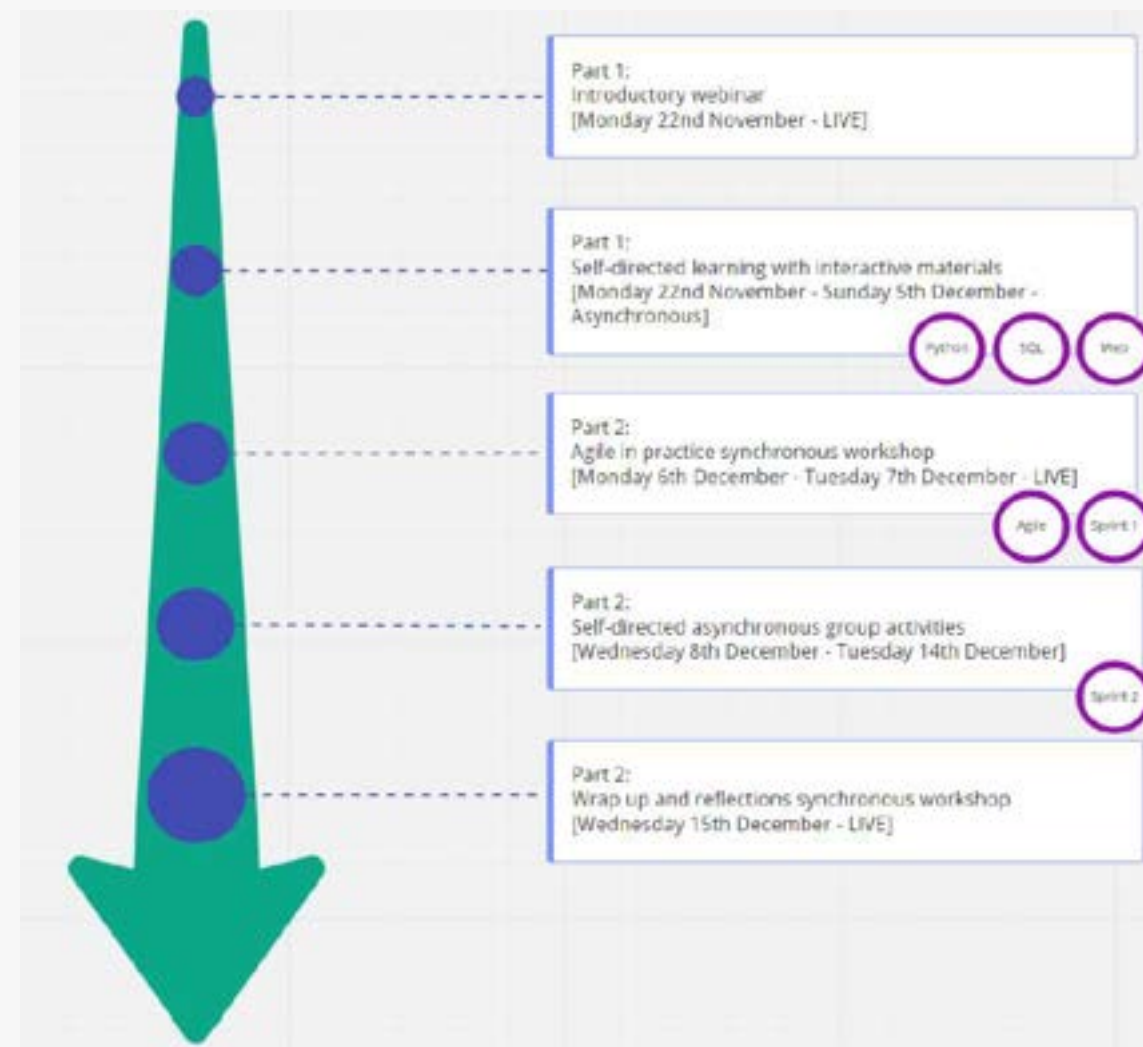 Part 1:
Introductory webinar
[Monday 22nd November - LIVE]
Part 1:
Self-directed learning with interactive materials
[Monday 22nd November - Sunday 5th December -
Asynchronous]
Python
SQL
Web
Part 2:
Agile in practice synchronous workshop
[Monday 6th December - Tuesday 7th December - LIVE]
Agile
Sprint 1
Part 2:
Self-directed asynchronous group activities
[Wednesday 8th December - Tuesday 14th December]
Sprint 2
Part 2:
Wrap up and reflections synchronous workshop
[Wednesday 15th December - LIVE]